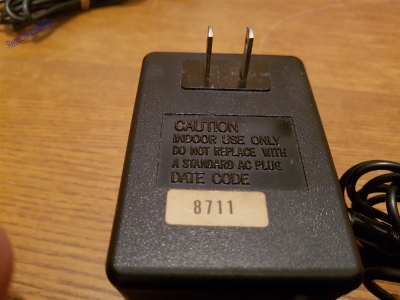 CAUTION
INDOOR USE ONLY
DO NOT REPLACE WITH
A STANDARD AC PLUG
DATE CODE
8711